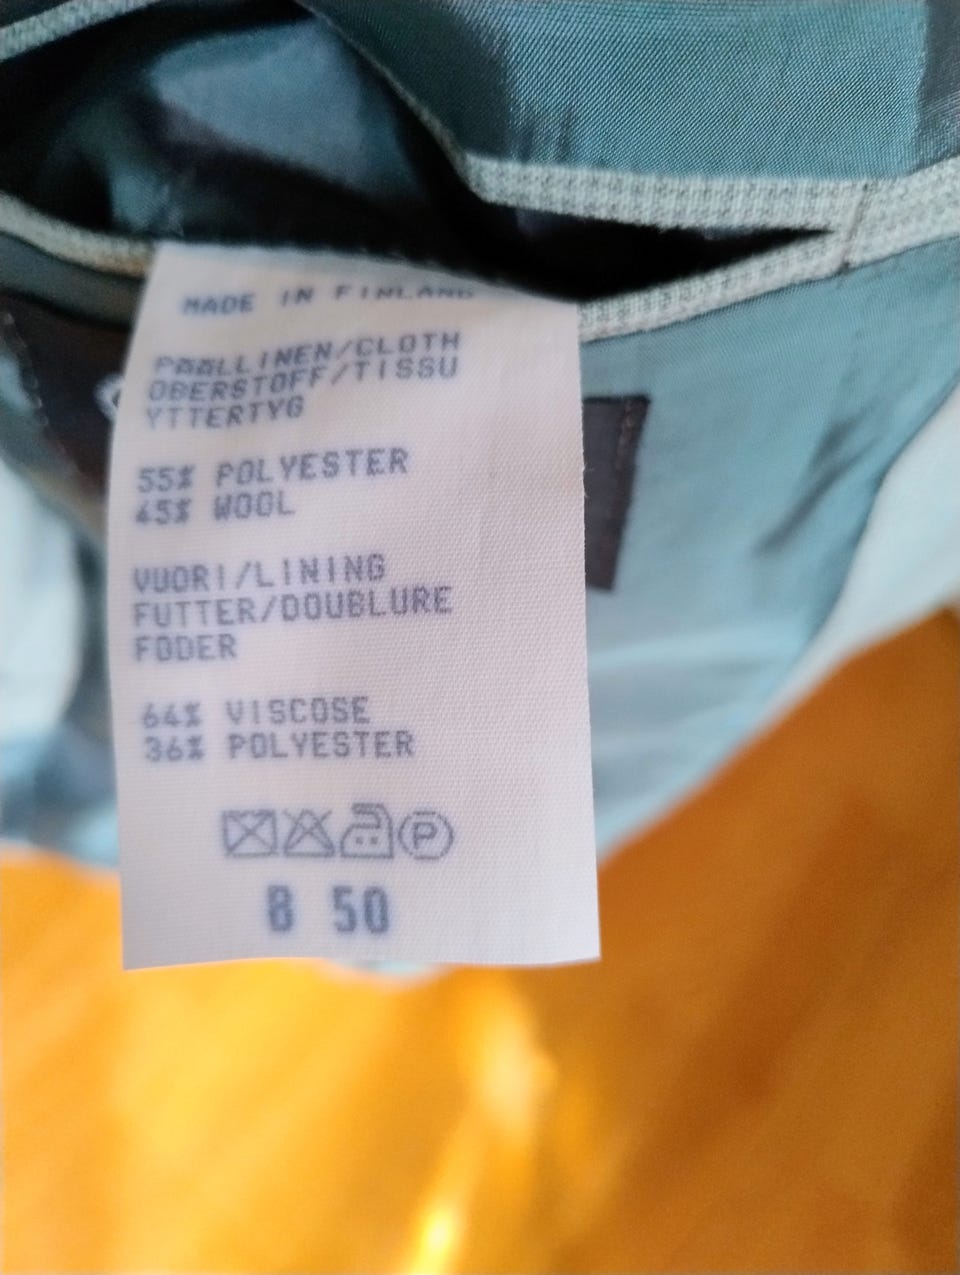 MADE IN FINLAND
PÄÄLLINEN/CLOTH
OBERSTOFF/TISSU
YTTERTYG
55% POLYESTER
45% WOOL
VUORI/LINING
FUTTER/DOUBLURE
FODER
64% VISCOSE
36% POLYESTER
P
B 50